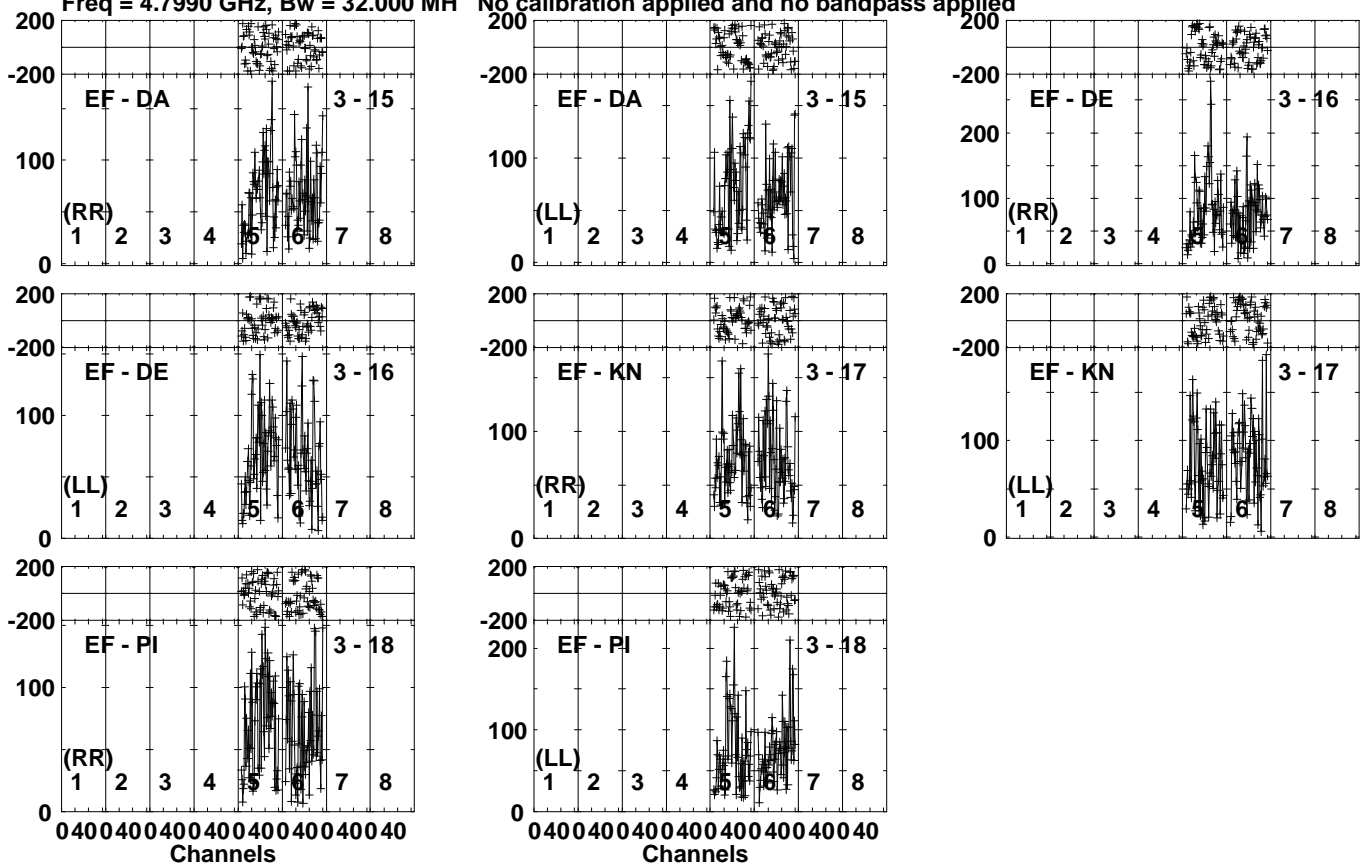 Freq = 4.7990 GHz, Bw = 32.000 MH No calibration applied and no bandpass applied
200 200 200
-200 -200 -200
EF - DA 3 - 15 EF - DA 3 - 15 EF - DE 3 - 16
200
100 100 100
(RR) (LL) (RR)
1 2 3 4 5 6 7 8 1 2 3 4 5 6 7 8 1 2 3 4 5 6 7 8
0 0 0
200 200 200
-200 -200 -200
EF - DE 3 - 16 EF - KN 3 - 17 EF - KN 3 - 17
100 100 100
(LL) (RR) (LL)
1 2 3 4 5 6 7 8 1 2 3 4 5 6 7 8 1 2 3 4 5 6 7 8
0 0 0
200 200
-200 -200
EF - PI 3 - 18 EF - PI 3 - 18
200
100 100
(RR) (LL)
1 2 3 4 5 6 7 8 1 2 3 4 5 6 7 8
0 0
0 40 0 40 0 40 0 40 0 40 0 40 0 40 0 40 0 40 0 40 0 40 0 40 0 40 0 40 0 40 0 40
Channels Channels